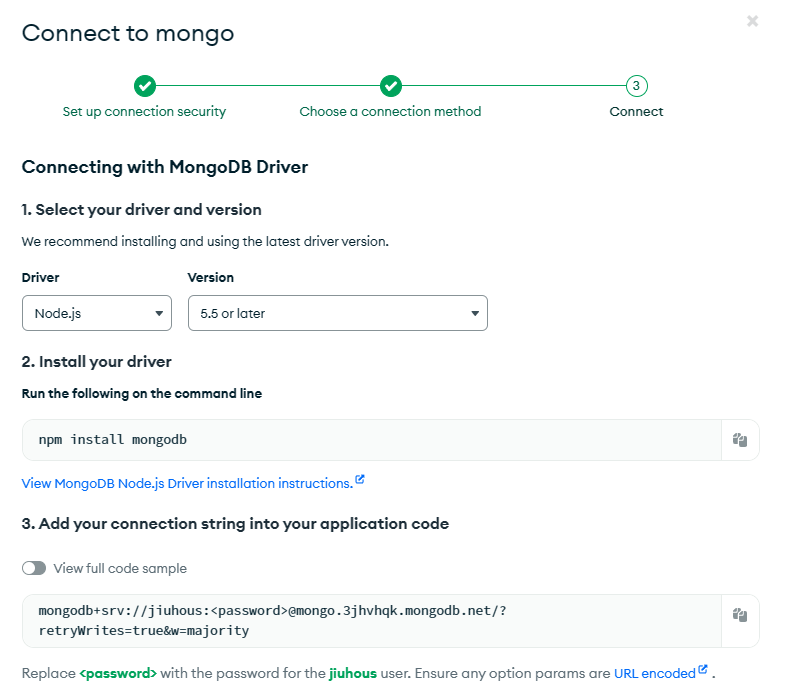 Connect to mongo
3
Set up connection security
Choose a connection method
Connect
Connecting with MongoDB Driver
1. Select your driver and version
We recommend installing and using the latest driver version.
Driver
Version
Node.js
5.5 or later
2. Install your driver
Run the following on the command line
npm install mongodb
View MongoDB Node.js Driver installation instructions.
3. Add your connection string into your application code
View full code sample
mongodb+srv://jiuhous:<password>@mongo.3jhvhqk.mongodb.net/?
retryWrites=true&w=majority
Replace <password> with the password for the jiuhous user. Ensure any option params are URL encoded .